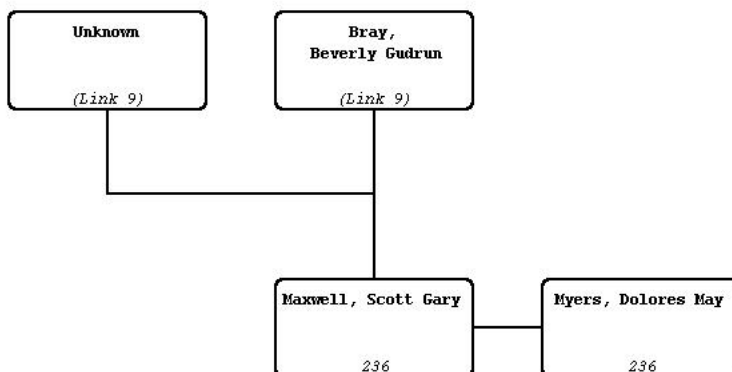 Unknown
(Link 9)
Bray,
Beverly Gudrun
(Link 9)
Maxwell, Scott Gary
236
Myers, Dolores May
236